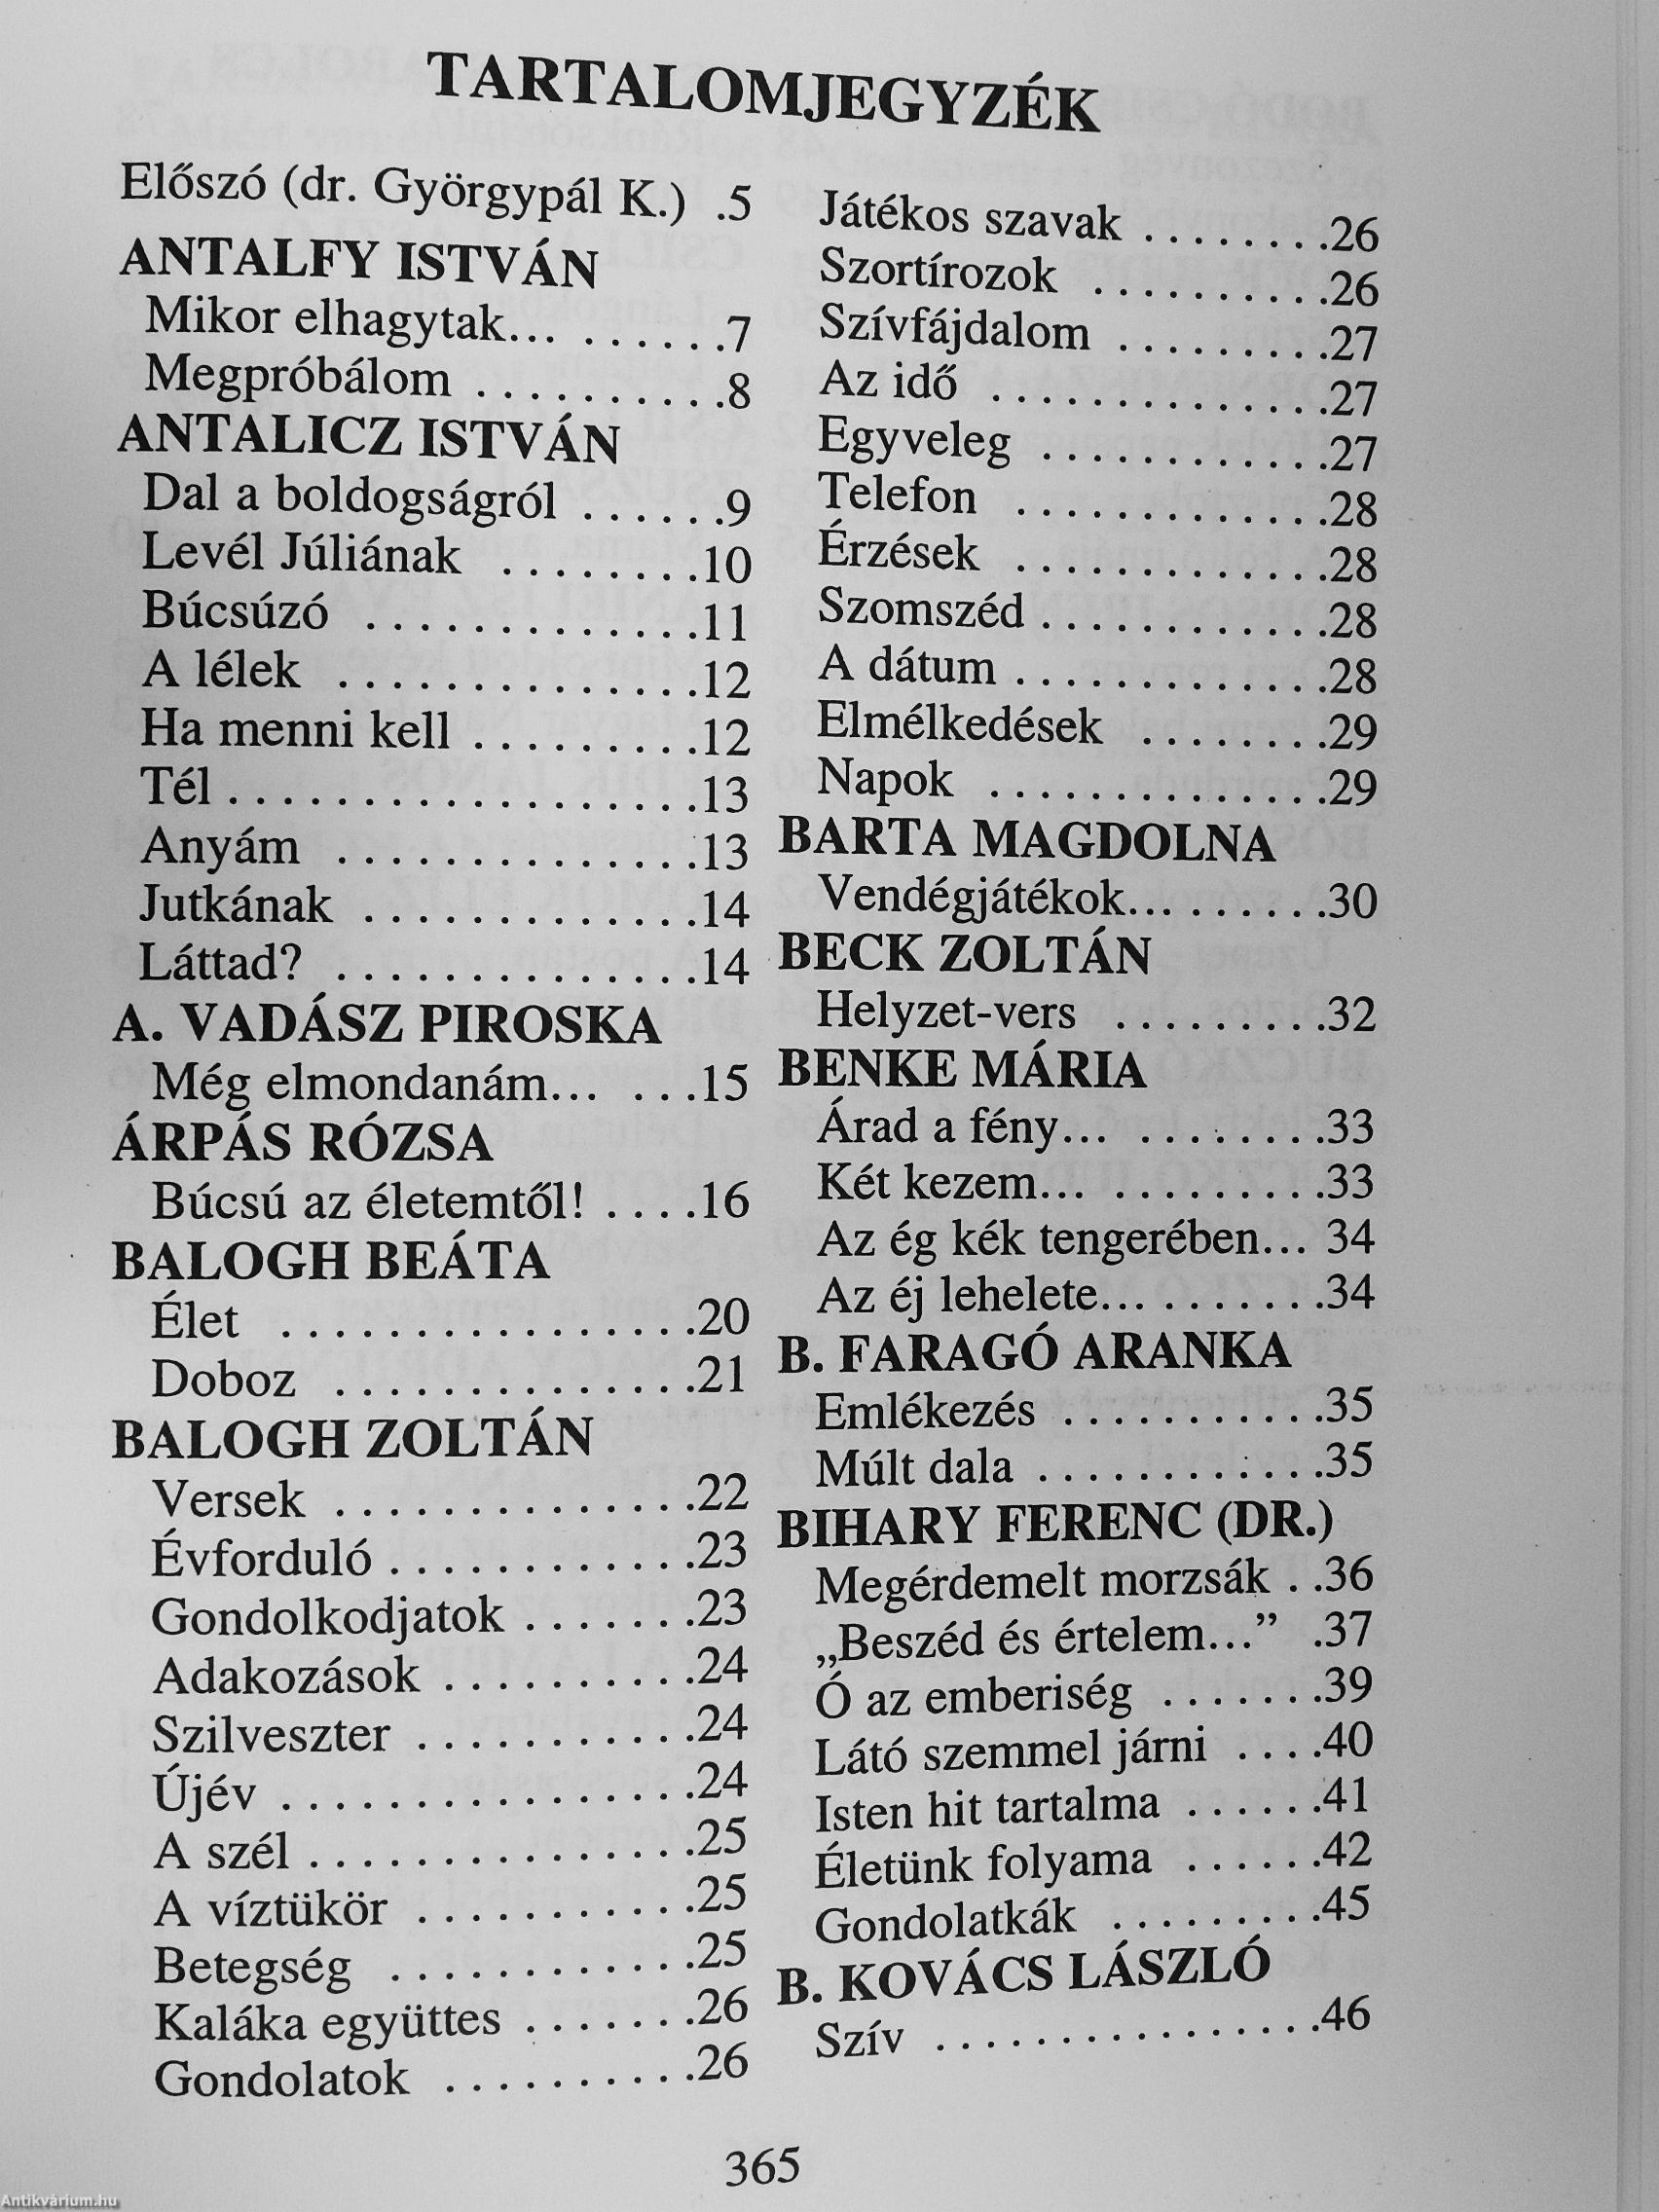 TARTALOMJEGYZÉK
Előszó (dr. Györgypál K.) .5
ANTALFY ISTVÁN
Mikor elhagytak... . . . . . .7
Megpróbálom . . . . . . . . . .8
ANTALICZ ISTVÁN
Dal a boldogságról . . . . . .9
Levél Júliának . . . . . . . .10
Búcsúzó . . . . . . . . . . . . .11
A lélek . . . . . . . . . . . . . .12
Ha menni kell . . . . . . . . .12
Tél . . . . . . . . . . . . . . . . . .13
Anyám . . . . . . . . . . . . . .13
Jutkának . . . . . . . . . . . . .14
Láttad? . . . . . . . . . . . . . .14
A. VADÁSZ PIROSKA
Még elmondanám... . . .15
ÁRPÁS RÓZSA
Búcsú az életemtől! . . . .16
BALOGH BEÁTA
Élet . . . . . . . . . . . . . . . .20
Doboz . . . . . . . . . . . . . .21
BALOGH ZOLTÁN
Versek . . . . . . . . . . . . . .22
Évforduló . . . . . . . . . . . .23
Gondolkodjatok . . . . . . .23
Adakozások . . . . . . . . . .24
Szilveszter . . . . . . . . . . .24
Újév . . . . . . . . . . . . . . . .24
A szél . . . . . . . . . . . . . . .25
A víztükör . . . . . . . . . . .25
Betegség . . . . . . . . . . . .25
Kaláka együttes . . . . . . .26
Gondolatok . . . . . . . . . .26
Játékos szavak . . . . . . . .26
Szortírozok . . . . . . . . . .26
Szívfájdalom . . . . . . . . .27
Az idő . . . . . . . . . . . . . .27
Egyveleg . . . . . . . . . . . .27
Telefon . . . . . . . . . . . . .28
Érzések . . . . . . . . . . . . .28
Szomszéd . . . . . . . . . . . .28
A dátum . . . . . . . . . . . . .28
Elmélkedések . . . . . . . .29
Napok . . . . . . . . . . . . . .29
BARTA MAGDOLNA
Vendégjátékok... . . . . . .30
BECK ZOLTÁN
Helyzet-vers . . . . . . . . .32
BENKE MÁRIA
Árad a fény... . . . . . . . .33
Két kezem... . . . . . . . . .33
Az ég kék tengerében... 34
Az éj lehelete... . . . . . . .34
B. FARAGÓ ARANKA
Emlékezés . . . . . . . . . . .35
Múlt dala . . . . . . . . . . . .35
BIHARY FERENC (DR.)
Megérdemelt morzsák . .36
„Beszéd és értelem...” .37
Ó az emberiség . . . . . . .39
Látó szemmel járni . . . .40
Isten hit tartalma . . . . . .41
Életünk folyama . . . . . .42
Gondolatkák . . . . . . . . .45
B. KOVÁCS LÁSZLÓ
Szív . . . . . . . . . . . . . . . .46
365
Antikvárium.hu